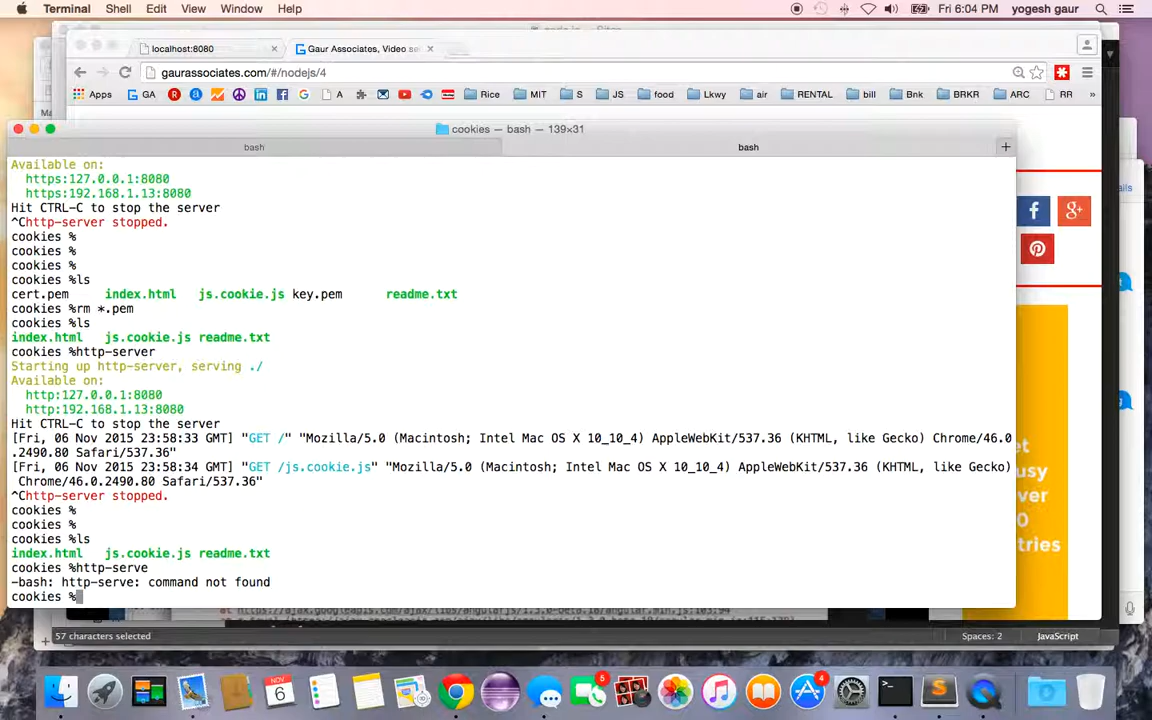 Terminal Shell Edit View Window Help Fri 6:04 PM yogesh gaur
localhost:8080 Gaur Associates, Video se
gaurassociates.com/#/nodejs/4
Apps GA A Rice MIT S JS food Lkwy air RENTAL bill Bnk BRKR ARC RR »
cookies — bash — 139×31
bash bash
Available on:
https:127.0.0.1:8080
https:192.168.1.13:8080
Hit CTRL-C to stop the server
^Chttp-server stopped.
cookies %
cookies %
cookies %
cookies %ls
cert.pem index.html js.cookie.js key.pem readme.txt
cookies %rm *.pem
cookies %ls
index.html js.cookie.js readme.txt
cookies %http-server
Starting up http-server, serving ./
Available on:
http:127.0.0.1:8080
http:192.168.1.13:8080
Hit CTRL-C to stop the server
[Fri, 06 Nov 2015 23:58:33 GMT] "GET /" "Mozilla/5.0 (Macintosh; Intel Mac OS X 10_10_4) AppleWebKit/537.36 (KHTML, like Gecko) Chrome/46.0
.2490.80 Safari/537.36"
[Fri, 06 Nov 2015 23:58:34 GMT] "GET /js.cookie.js" "Mozilla/5.0 (Macintosh; Intel Mac OS X 10_10_4) AppleWebKit/537.36 (KHTML, like Gecko)
Chrome/46.0.2490.80 Safari/537.36"
^Chttp-server stopped.
cookies %
cookies %
cookies %ls
index.html js.cookie.js readme.txt
cookies %http-serve
-bash: http-serve: command not found
cookies %
57 characters selected Spaces: 2 JavaScript
NOV
6
5
4